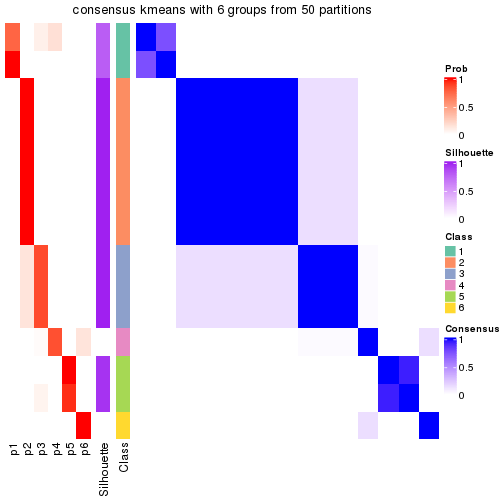 consensus kmeans with 6 groups from 50 partitions
Prob
1
0.5
0
Silhouette
1
0.5
0
Class
1
2
3
4
5
6
Consensus
1
0.5
0
p1
p2
p3
p4
p5
p6
Silhouette
Class